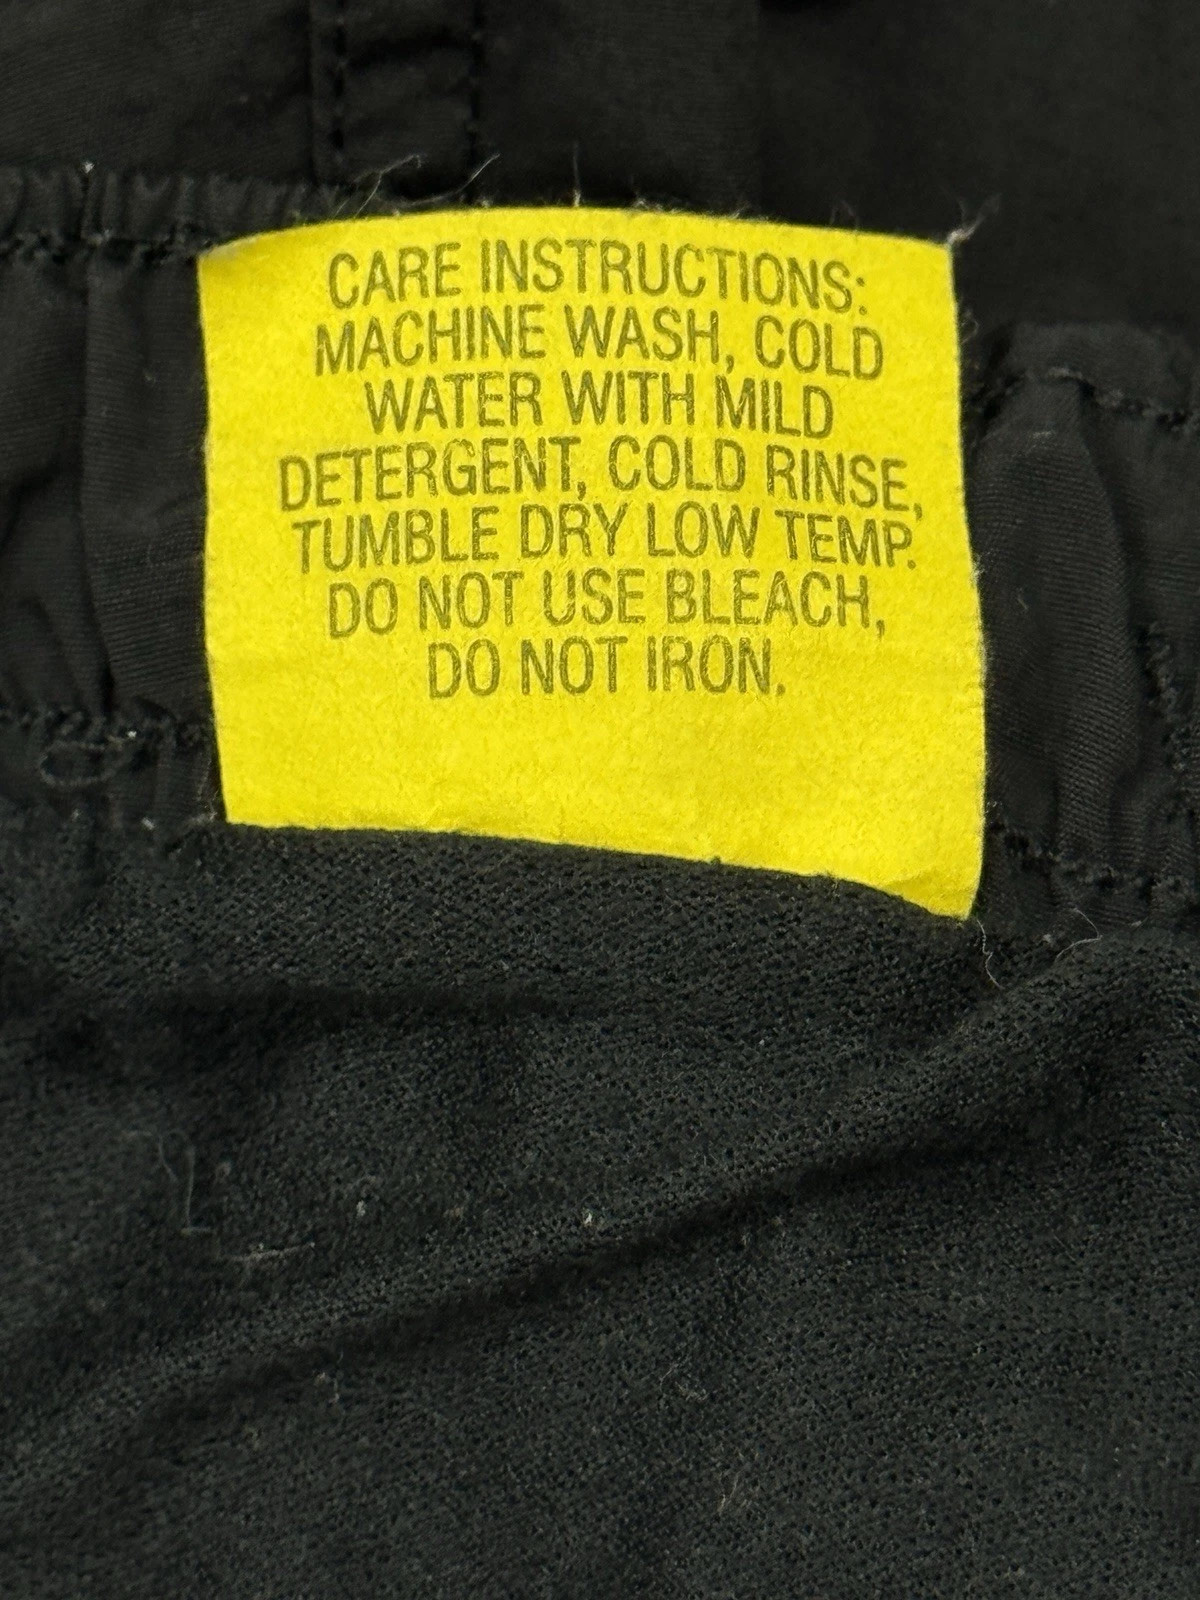 CARE INSTRUCTIONS:
MACHINE WASH, COLD
WATER WITH MILD
DETERGENT, COLD RINSE,
TUMBLE DRY LOW TEMP.
DO NOT USE BLEACH,
DO NOT IRON.